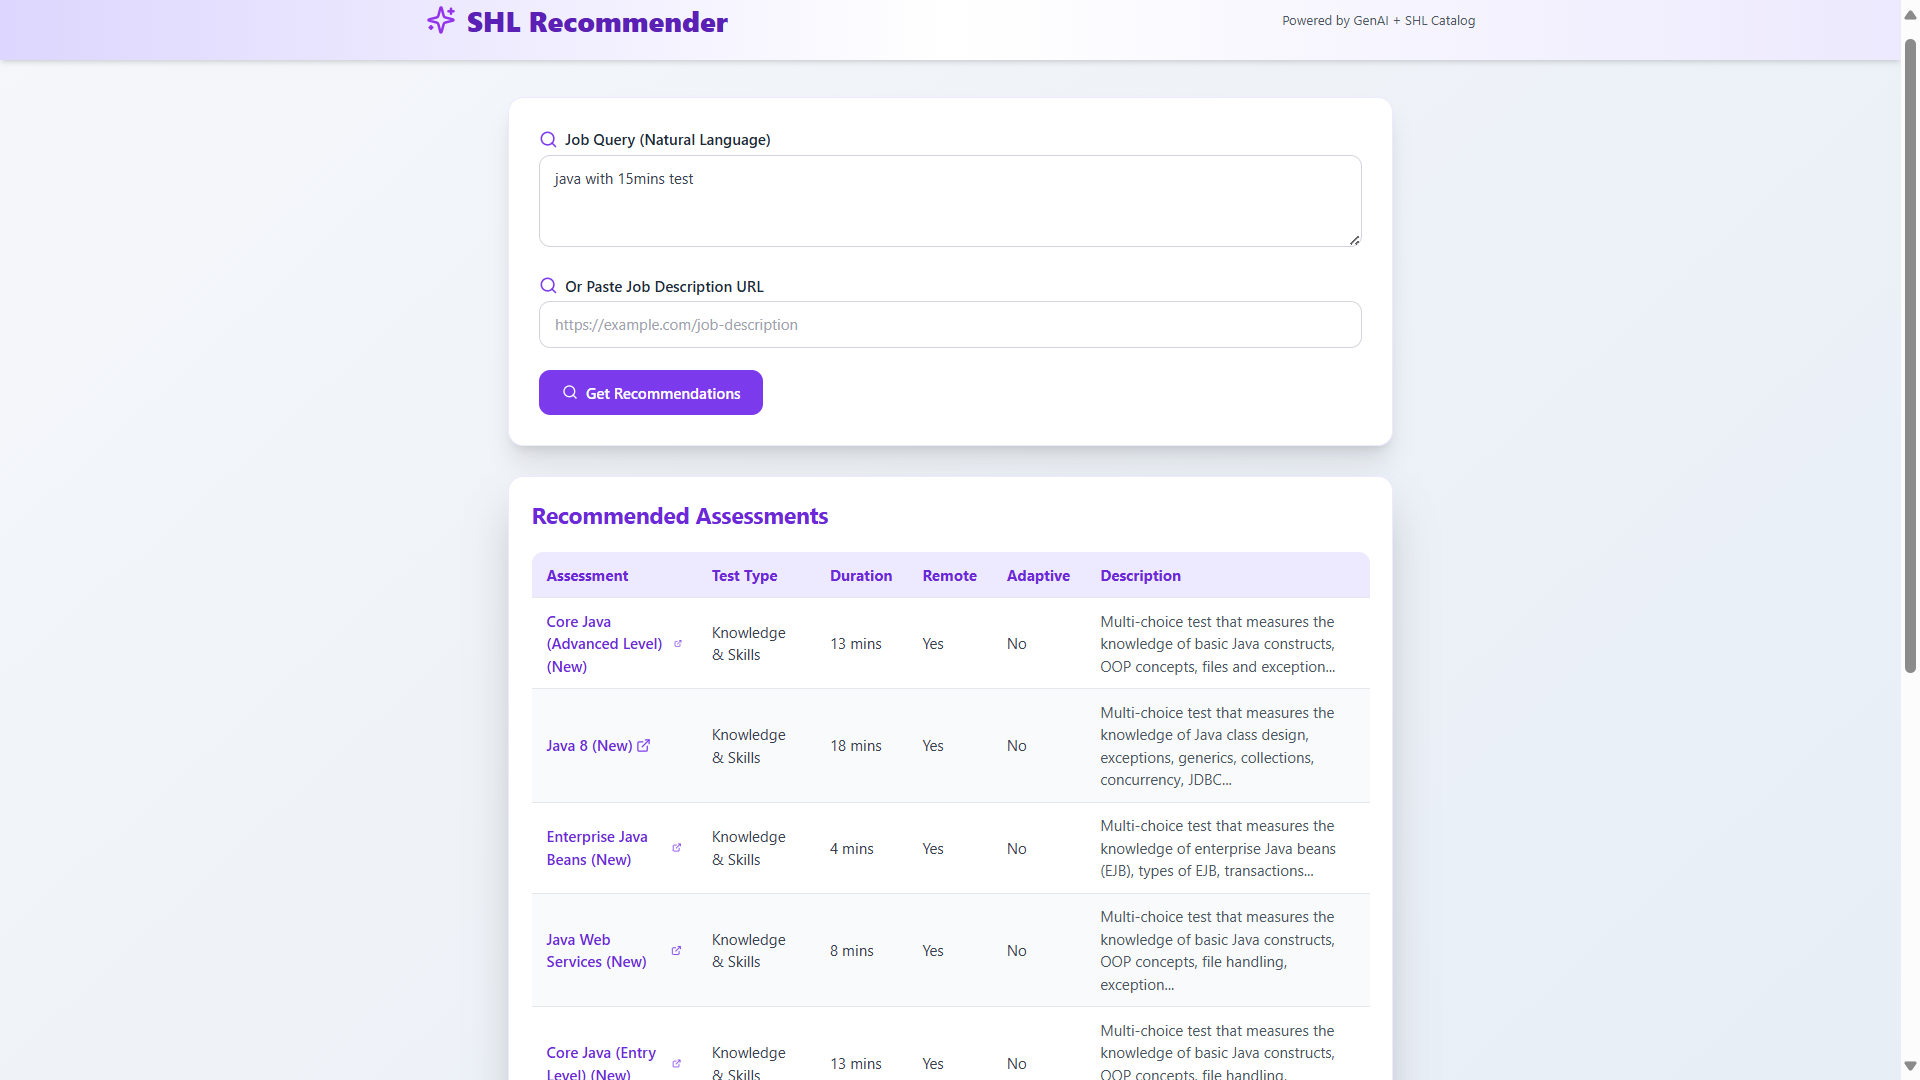 SHL Recommender
Powered by GenAI + SHL Catalog
Job Query (Natural Language)
java with 15mins test
Or Paste Job Description URL
https://example.com/job-description
Get Recommendations
Recommended Assessments
Assessment Test Type Duration Remote Adaptive Description
Core Java
(Advanced Level)
(New)
Knowledge
& Skills
13 mins
Yes
No
Multi-choice test that measures the
knowledge of basic Java constructs,
OOP concepts, files and exception...
Java 8 (New)
Knowledge
& Skills
18 mins
Yes
No
Multi-choice test that measures the
knowledge of Java class design,
exceptions, generics, collections,
concurrency, JDBC...
Enterprise Java
Beans (New)
Knowledge
& Skills
4 mins
Yes
No
Multi-choice test that measures the
knowledge of enterprise Java beans
(EJB), types of EJB, transactions...
Java Web
Services (New)
Knowledge
& Skills
8 mins
Yes
No
Multi-choice test that measures the
knowledge of basic Java constructs,
OOP concepts, file handling,
exception...
Core Java (Entry
Level) (New)
Knowledge
& Skills
13 mins
Yes
No
Multi-choice test that measures the
knowledge of basic Java constructs,
OOP concepts, file handling,